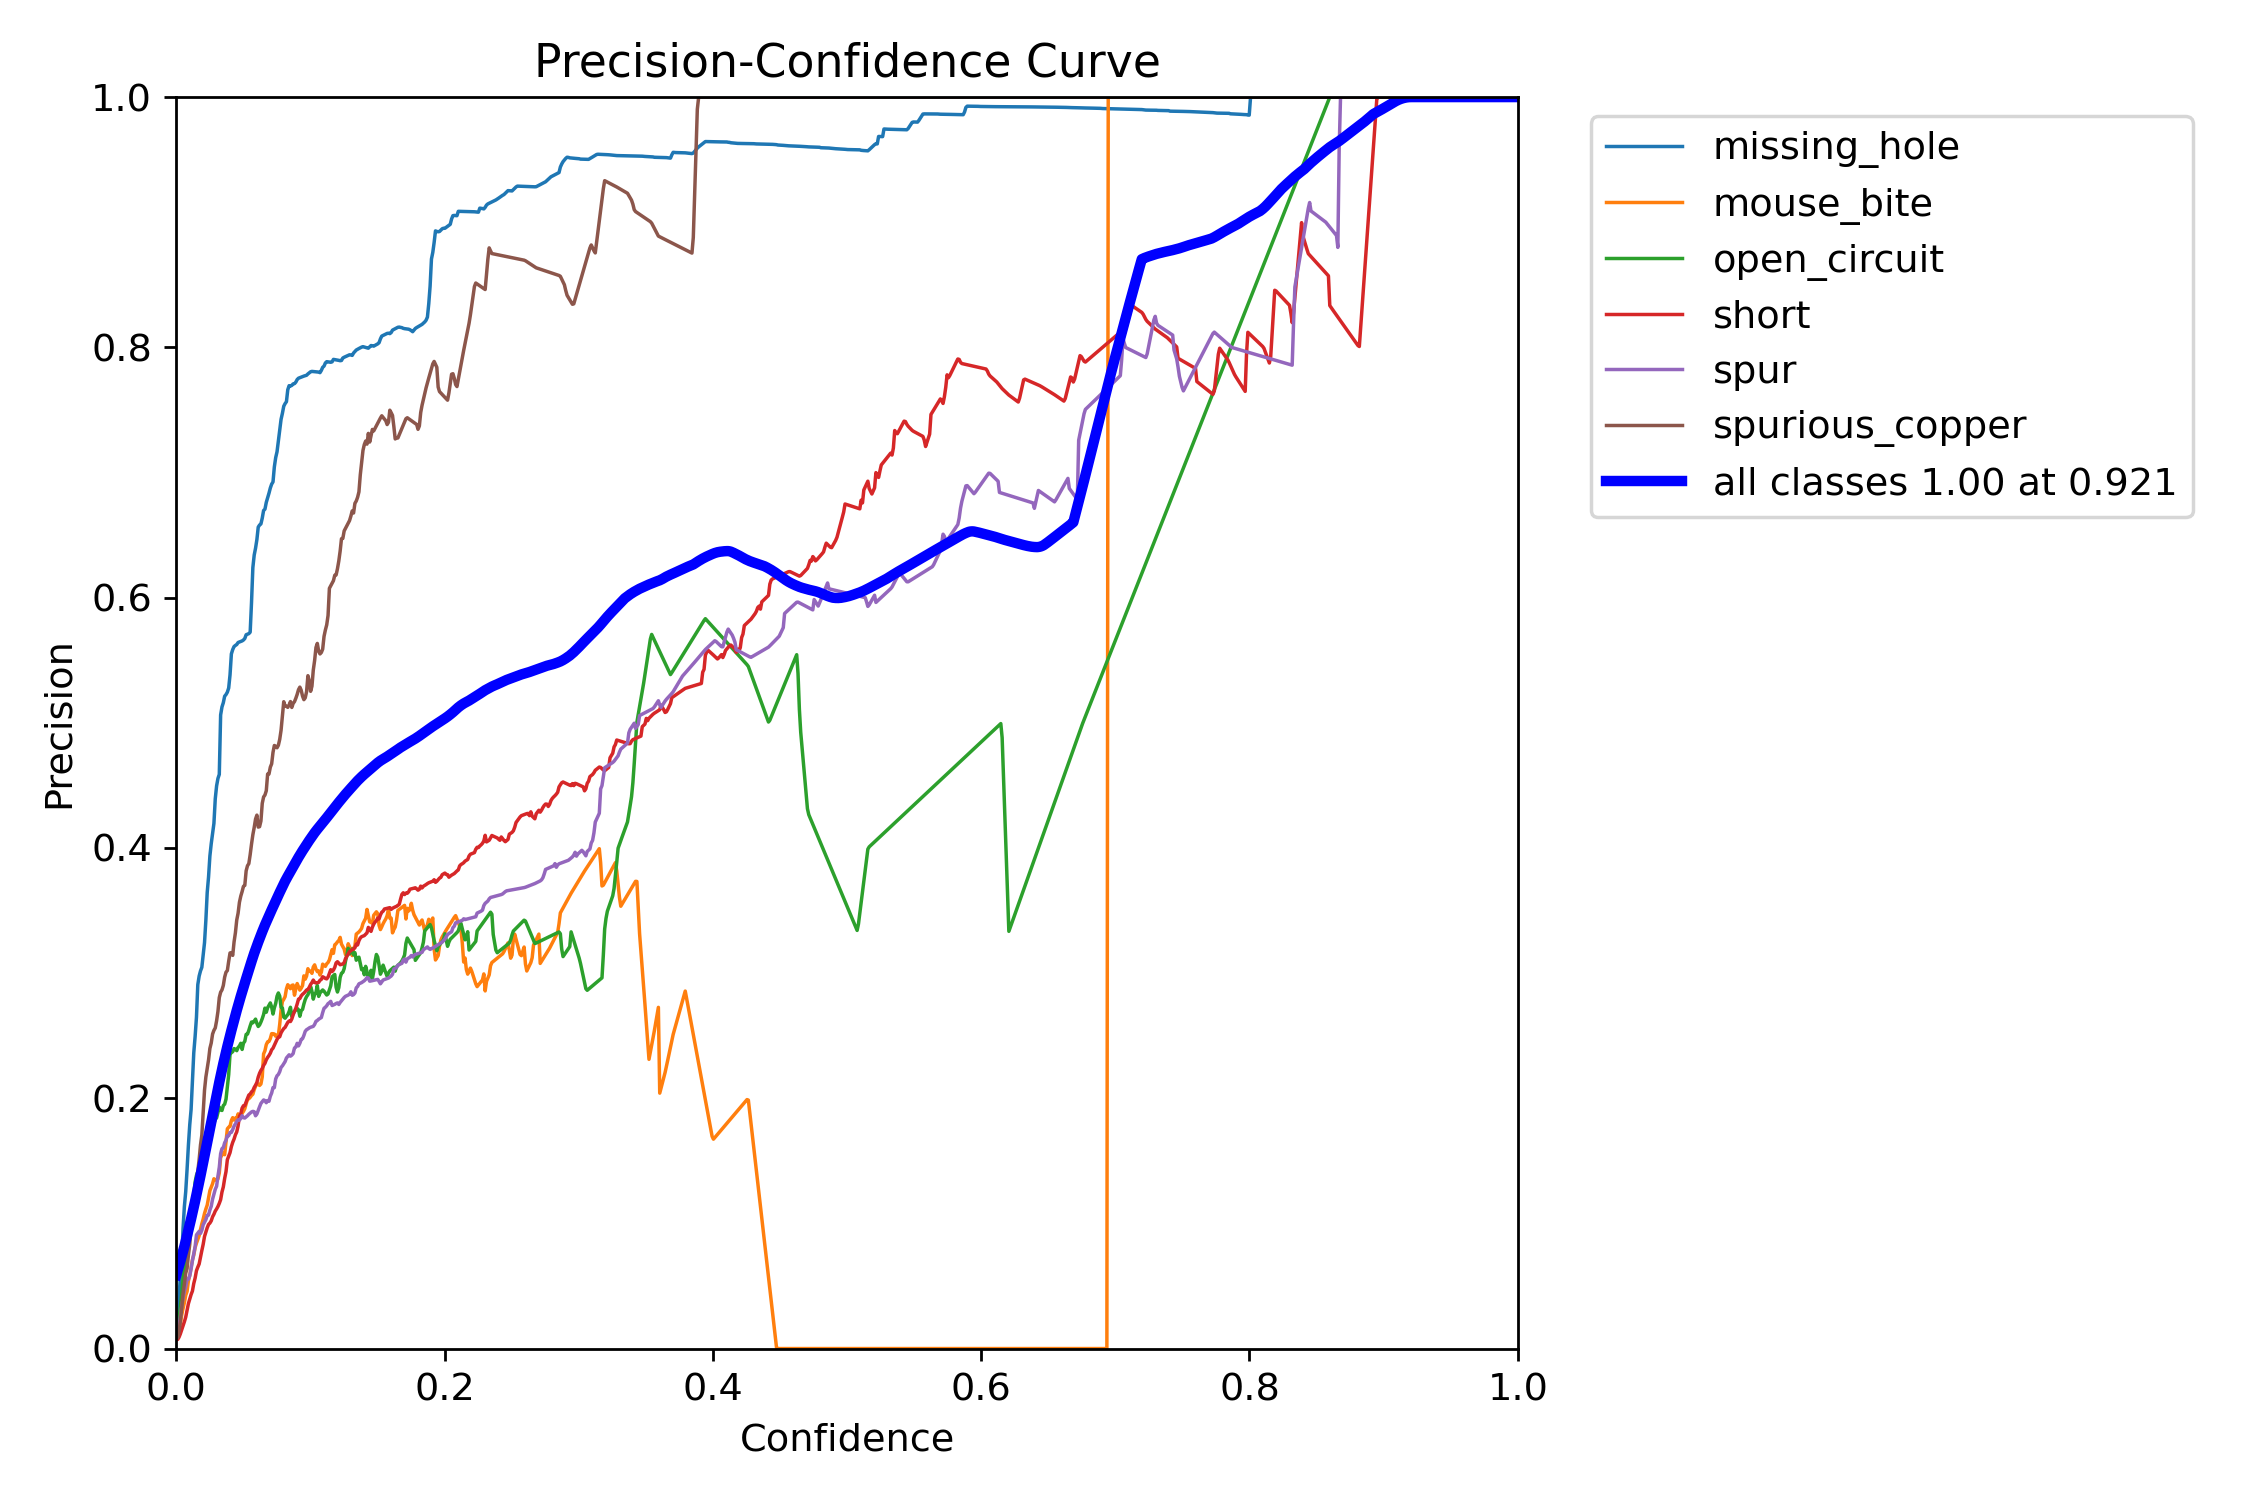 Precision-Confidence Curve
1.0
0.8
0.6
0.4
0.2
0.0
Precision
0.0 0.2 0.4 0.6 0.8 1.0
Confidence
missing_hole
mouse_bite
open_circuit
short
spur
spurious_copper
all classes 1.00 at 0.921